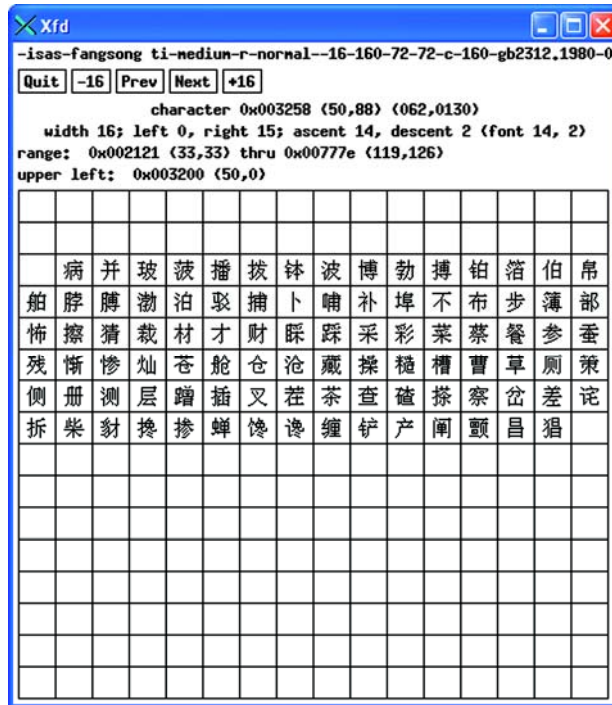 Xfd
-isas-fangsong ti-medium-r-normal--16-160-72-72-c-160-gb2312.1980-0
Quit -16 Prev Next +16
character 0x003258 (50,88) (062,0130)
width 16; left 0, right 15; ascent 14, descent 2 (font 14, 2)
range: 0x002121 (33,33) thru 0x00777e (119,126)
upper left: 0x003200 (50,0)
病 并 玻 菠 播 拨 钵 波 博 勃 搏 铂 箔 伯 帛
舶 脖 膊 渤 泊 驳 捕 卜 哺 补 埠 不 布 步 簿 部
怖 擦 猜 裁 材 才 财 睬 踩 采 彩 菜 蔡 餐 参 蚕
残 惭 惨 灿 苍 舱 仓 沧 藏 操 糙 槽 曹 草 厕 策
侧 册 测 层 蹭 插 叉 茬 茶 查 碴 搽 察 岔 差 诧
拆 柴 豺 搀 掺 蝉 馋 谗 缠 铲 产 阐 颤 昌 猖